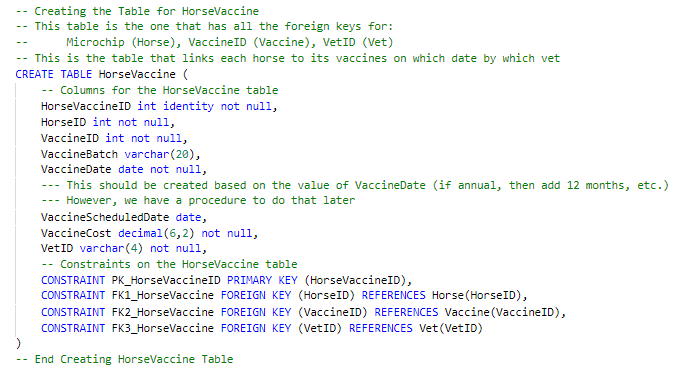 -- Creating the Table for HorseVaccine
-- This table is the one that has all the foreign keys for:
--      Microchip (Horse), VaccineID (Vaccine), VetID (Vet)
-- This is the table that links each horse to its vaccines on which date by which vet
CREATE TABLE HorseVaccine (
    -- Columns for the HorseVaccine table
    HorseVaccineID int identity not null,
    HorseID int not null,
    VaccineID int not null,
    VaccineBatch varchar(20),
    VaccineDate date not null,
    --- This should be created based on the value of VaccineDate (if annual, then add 12 months, etc.)
    --- However, we have a procedure to do that later
    VaccineScheduledDate date,
    VaccineCost decimal(6,2) not null,
    VetID varchar(4) not null,
    -- Constraints on the HorseVaccine table
    CONSTRAINT PK_HorseVaccineID PRIMARY KEY (HorseVaccineID),
    CONSTRAINT FK1_HorseVaccine FOREIGN KEY (HorseID) REFERENCES Horse(HorseID),
    CONSTRAINT FK2_HorseVaccine FOREIGN KEY (VaccineID) REFERENCES Vaccine(VaccineID),
    CONSTRAINT FK3_HorseVaccine FOREIGN KEY (VetID) REFERENCES Vet(VetID)
)
-- End Creating HorseVaccine Table